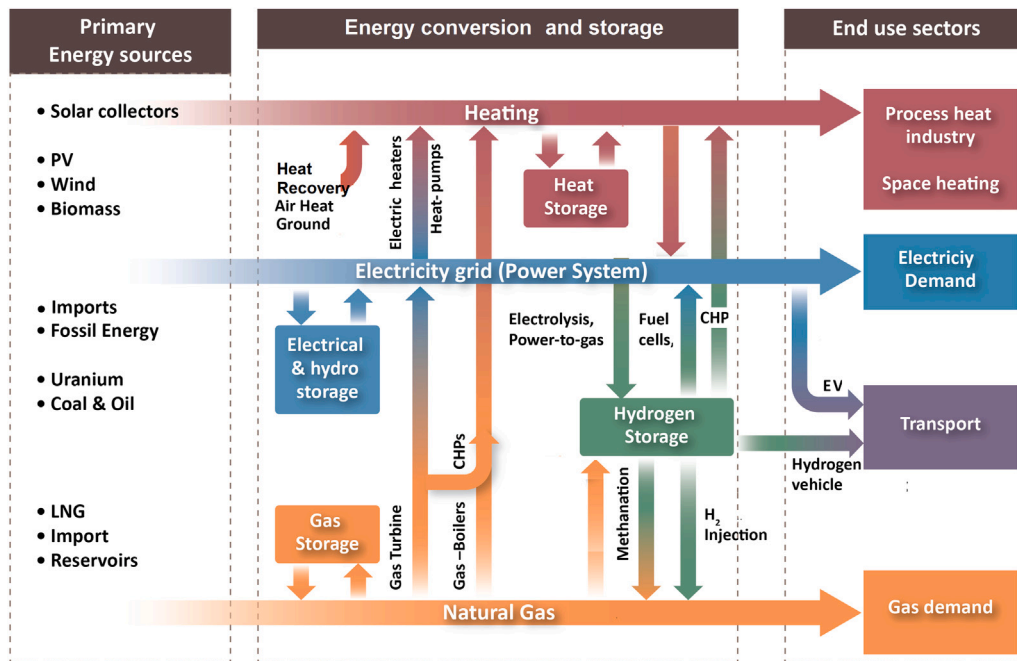 Primary
Energy sources
Energy conversion and storage
End use sectors
• Solar collectors
• PV
• Wind
• Biomass
• Imports
• Fossil Energy
• Uranium
• Coal & Oil
• LNG
• Import
• Reservoirs
Heating
Heat
Recovery
Air Heat
Ground
Electric heaters
Heat- pumps
Heat
Storage
Electricity grid (Power System)
Electrical
& hydro
storage
Electrolysis,
Power-to-gas
Fuel
cells,
CHP
Hydrogen
Storage
CHPs
Gas
Storage
Gas Turbine
Gas –Boilers
Methanation
H2
Injection
Natural Gas
Process heat
industry
Space heating
Electriciy
Demand
EV
Transport
Hydrogen
vehicle
:
Gas demand